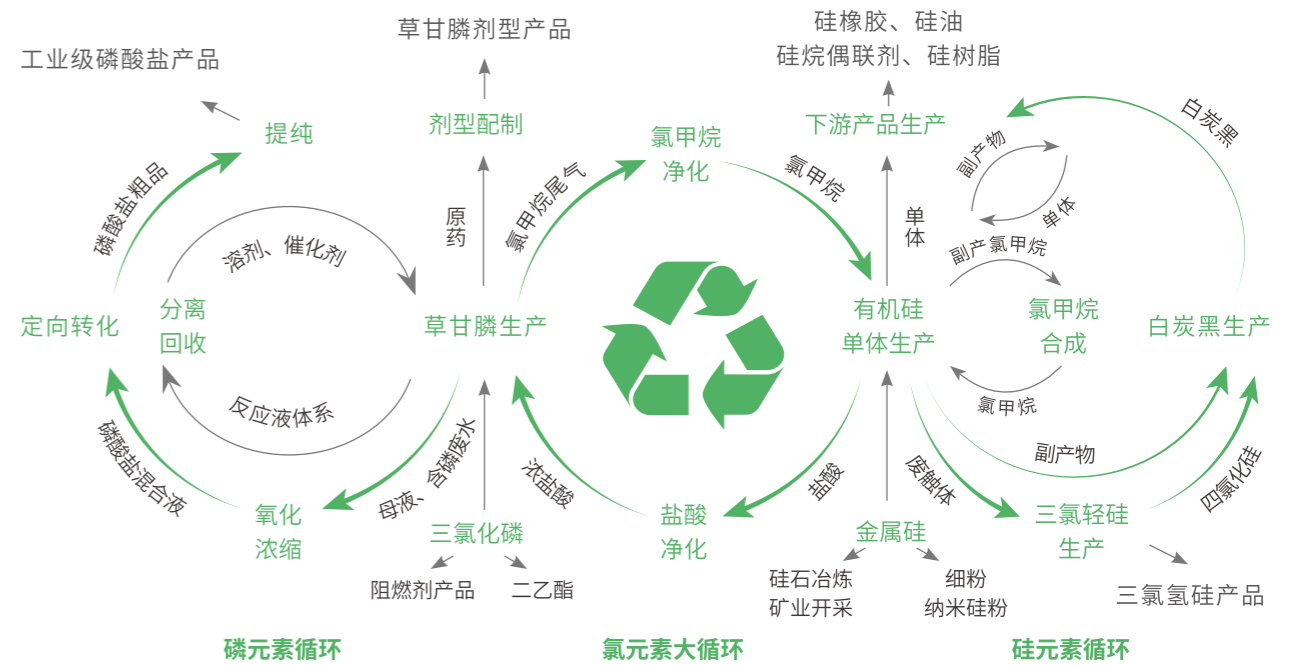 硅橡胶、硅油
硅烷偶联剂、硅树脂
草甘膦剂型产品
工业级磷酸盐产品
提纯
剂型配制
氯甲烷
净化
下游产品生产
白炭黑
副产物
单体
磷酸盐粗品
溶剂、催化剂
原
药
氯甲烷尾气
氯甲烷
单
体
副产氯甲烷
定向转化
分离
回收
草甘膦生产
有机硅
单体生产
氯甲烷
合成
白炭黑生产
反应液体系
氯甲烷
磷酸盐混合液
母液、含磷废水
浓盐酸
盐酸
废触体
副产物
四氯化硅
氧化
浓缩
三氯化磷
盐酸
净化
金属硅
三氯轻硅
生产
阻燃剂产品
二乙酯
硅石冶炼
矿业开采
细粉
纳米硅粉
三氯氢硅产品
磷元素循环
氯元素大循环
硅元素循环